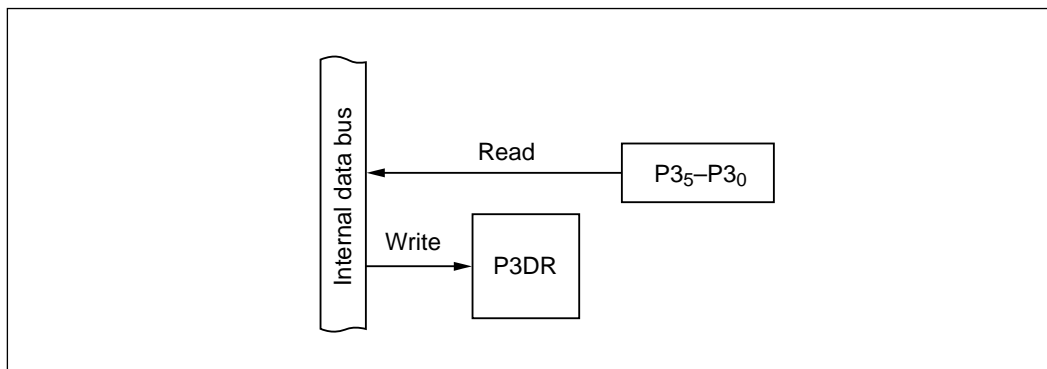 Internal data bus
Read
P3₅–P3₀
Write
P3DR